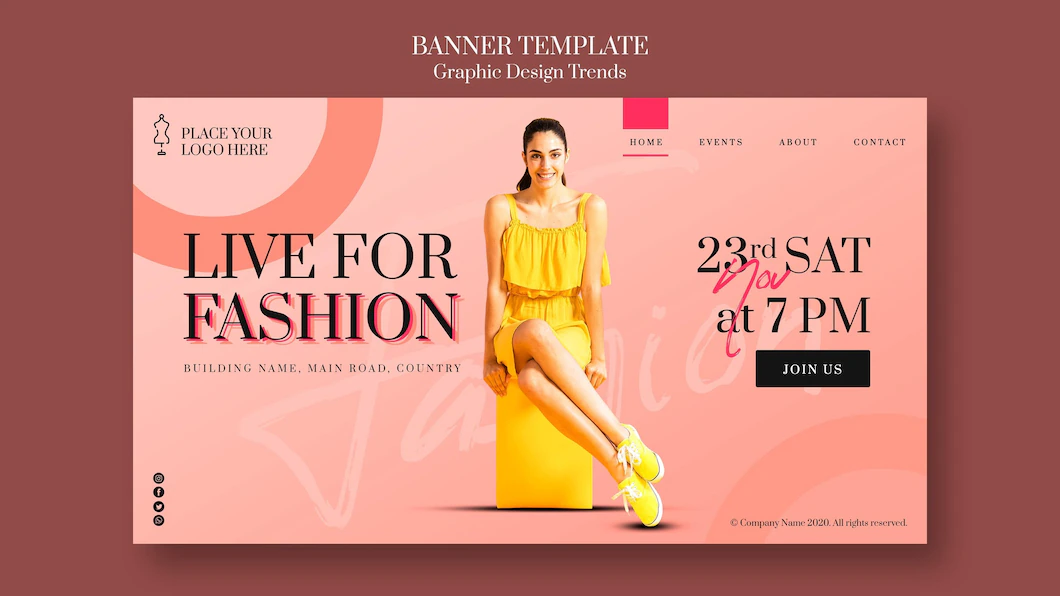 BANNER TEMPLATE
Graphic Design Trends
PLACE YOUR
LOGO HERE
HOME EVENTS ABOUT CONTACT
LIVE FOR
FASHION
BUILDING NAME, MAIN ROAD, COUNTRY
Fashion
23rd SAT
Nov
at 7 PM
JOIN US
© Company Name 2020. All rights reserved.